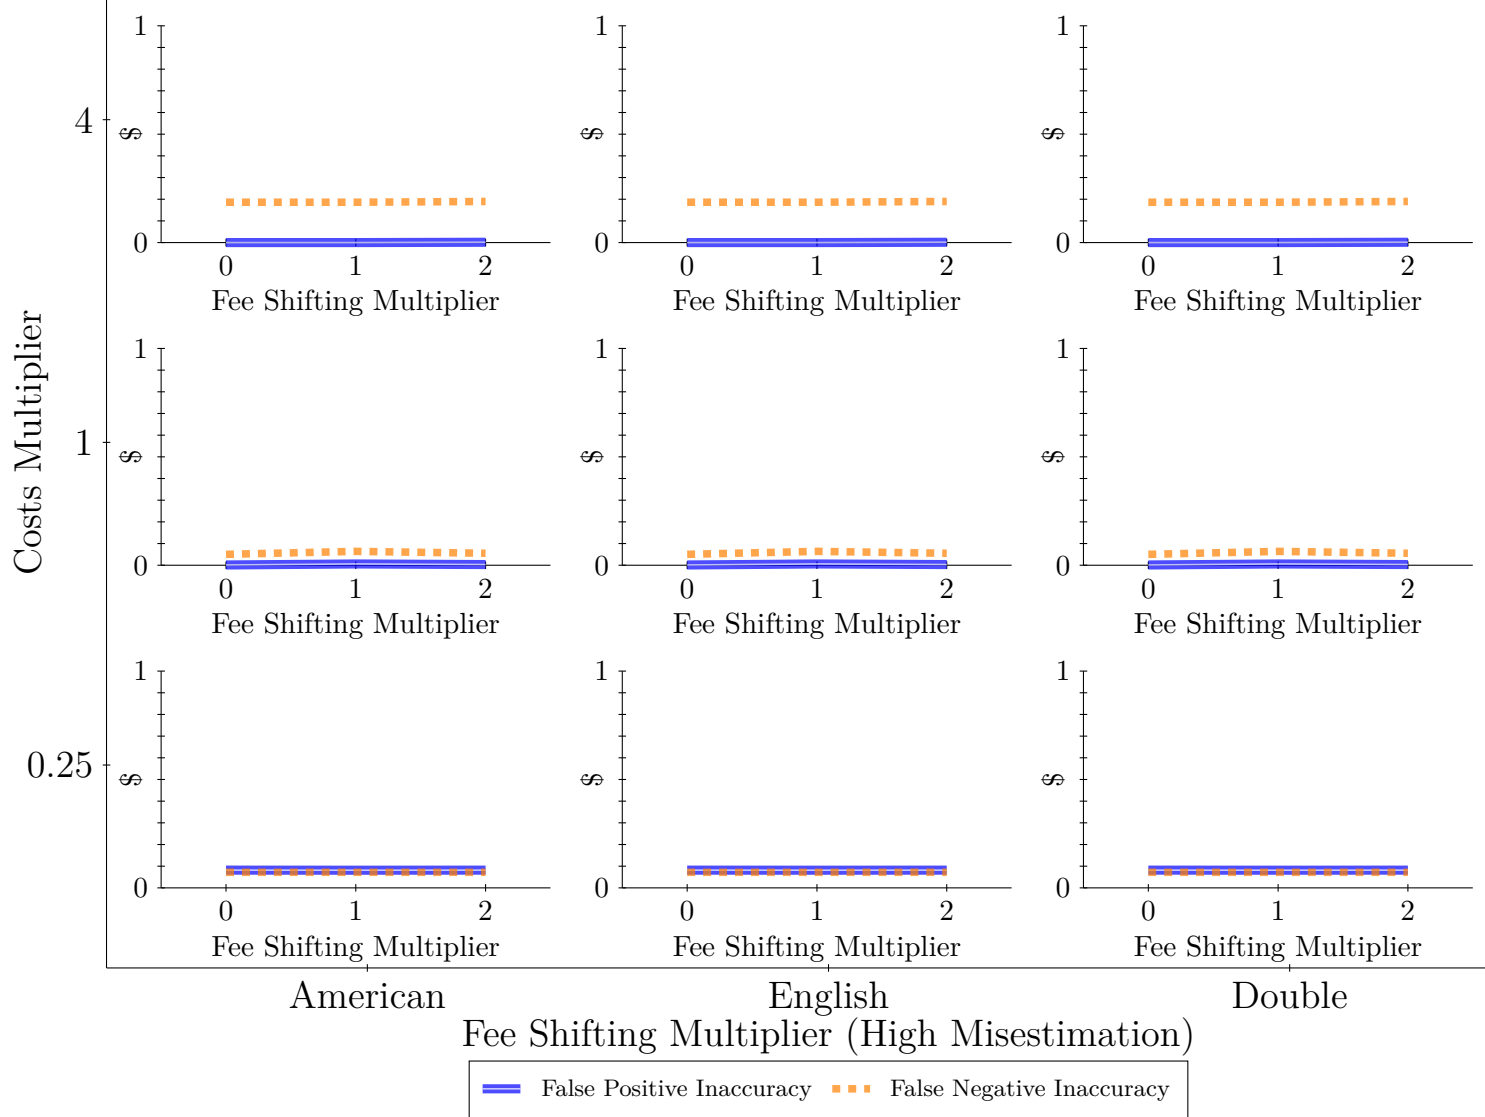 1
$
0
0 1 2
Fee Shifting Multiplier
1
$
0
0 1 2
Fee Shifting Multiplier
1
$
0
0 1 2
Fee Shifting Multiplier
4
1
$
0
0 1 2
Fee Shifting Multiplier
1
$
0
0 1 2
Fee Shifting Multiplier
1
$
0
0 1 2
Fee Shifting Multiplier
1
Costs Multiplier
1
$
0
0 1 2
Fee Shifting Multiplier
1
$
0
0 1 2
Fee Shifting Multiplier
1
$
0
0 1 2
Fee Shifting Multiplier
0.25
American English Double
Fee Shifting Multiplier (High Misestimation)
False Positive Inaccuracy False Negative Inaccuracy